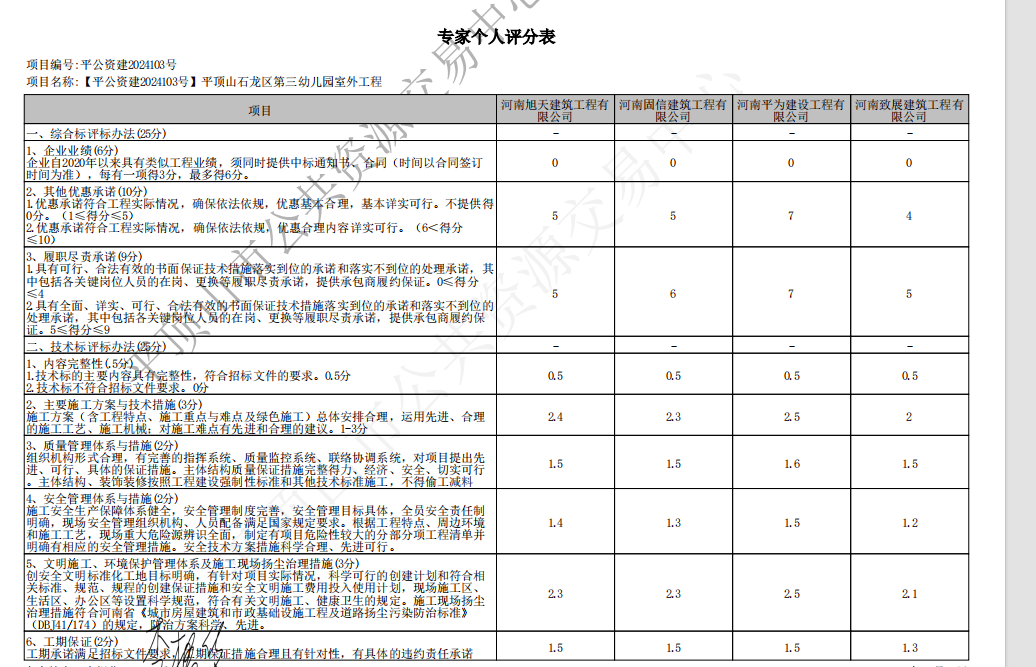 专家个人评分表
项目编号:平公资建2024103号
项目名称:【平公资建2024103号】平顶山石龙区第三幼儿园室外工程
项目 河南旭天建筑工程有限公司 河南固信建筑工程有限公司 河南平为建设工程有限公司 河南致展建筑工程有限公司
一、综合标评标办法(25分) - - - -
1、企业业绩(6分)
企业自2020年以来具有类似工程业绩，须同时提供中标通知书、合同（时间以合同签订
时间为准），每有一项得3分，最多得6分。
0 0 0 0
2、其他优惠承诺(10分)
1.优惠承诺符合工程实际情况，确保依法依规，优惠基本合理，基本详实可行。不提供得
0分。（1≤得分≤5）
2.优惠承诺符合工程实际情况，确保依法依规，优惠合理内容详实可行。（6＜得分
≤10）
5 5 7 4
3、履职尽责承诺(9分)
1.具有可行、合法有效的书面保证技术措施落实到位的承诺和落实不到位的处理承诺，其
中包括各关键岗位人员的在岗、更换等履职尽责承诺，提供承包商履约保证。0≤得分
≤4
2.具有全面、详实、可行、合法有效的书面保证技术措施落实到位的承诺和落实不到位的
处理承诺，其中包括各关键岗位人员的在岗、更换等履职尽责承诺，提供承包商履约保
证。5≤得分≤9
5 6 7 5
二、技术标评标办法(25分) - - - -
1、内容完整性(.5分)
1.技术标的主要内容具有完整性，符合招标文件的要求。0.5分
2.技术标不符合招标文件要求。0分
0.5 0.5 0.5 0.5
2、主要施工方案与技术措施(3分)
施工方案（含工程特点、施工重点与难点及绿色施工）总体安排合理，运用先进、合理
的施工工艺、施工机械；对施工难点有先进和合理的建议。1-3分
2.4 2.3 2.5 2
3、质量管理体系与措施(2分)
组织机构形式合理，有完善的指挥系统、质量监控系统、联络协调系统，对项目提出先
进、可行、具体的保证措施。主体结构质量保证措施完整得力、经济、安全、切实可行
。主体结构、装饰装修按照工程建设强制性标准和其他技术标准施工，不得偷工减料
1.5 1.5 1.6 1.5
4、安全管理体系与措施(2分)
施工安全生产保障体系健全，安全管理制度完善，安全管理目标具体，全员安全责任制
明确，现场安全管理组织机构、人员配备满足国家规定要求。根据工程特点、周边环境
和施工工艺，现场重大危险源辨识全面，制定有项目危险性较大的分部分项工程清单并
明确有相应的安全管理措施。安全技术方案措施科学合理、先进可行。
1.4 1.3 1.5 1.2
5、文明施工、环境保护管理体系及施工现场扬尘治理措施(3分)
创安全文明标准化工地目标明确，有针对项目实际情况，科学可行的创建计划和符合相
关标准、规范、规程的创建保证措施和安全文明施工费用投入使用计划，现场施工区、
生活区、办公区等设置科学规范，符合有关文明施工、健康卫生的规定。施工现场扬尘
治理措施符合河南省《城市房屋建筑和市政基础设施工程及道路扬尘污染防治标准》
（DBJ41/174）的规定，防治方案科学、先进。
2.3 2.3 2.5 2.1
6、工期保证(2分)
工期承诺满足招标文件要求，工期保证措施合理且有针对性，有具体的违约责任承诺
1.5 1.5 1.5 1.3
平顶山市公共资源交易中心